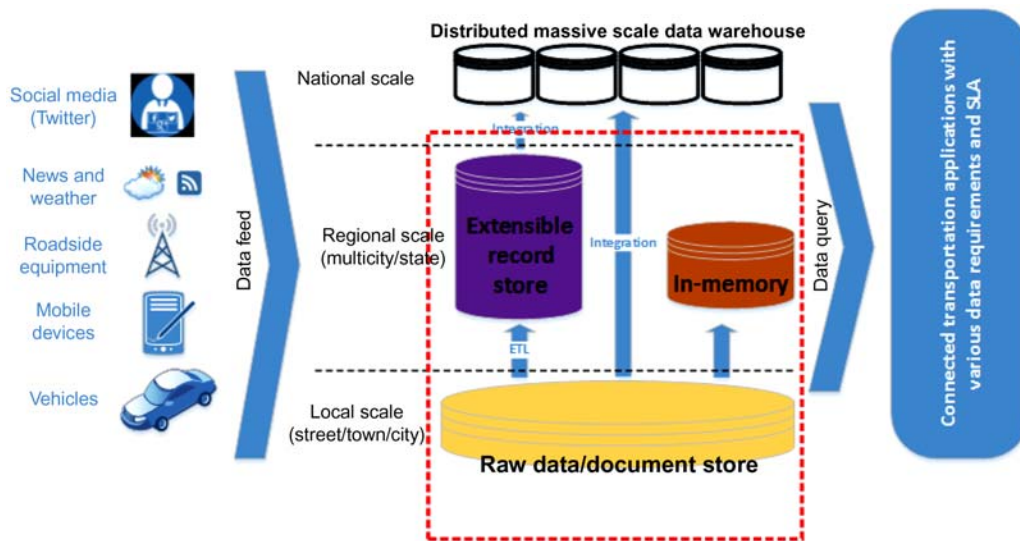 Distributed massive scale data warehouse
National scale
Social media
(Twitter)
Integration
News and
weather
Roadside
equipment
Mobile
devices
Vehicles
Data feed
Regional scale
(multicity/state)
Extensible
record
store
Integration
In-memory
ETL
Local scale
(street/town/city)
Raw data/document store
Data query
Connected transportation applications with
various data requirements and SLA